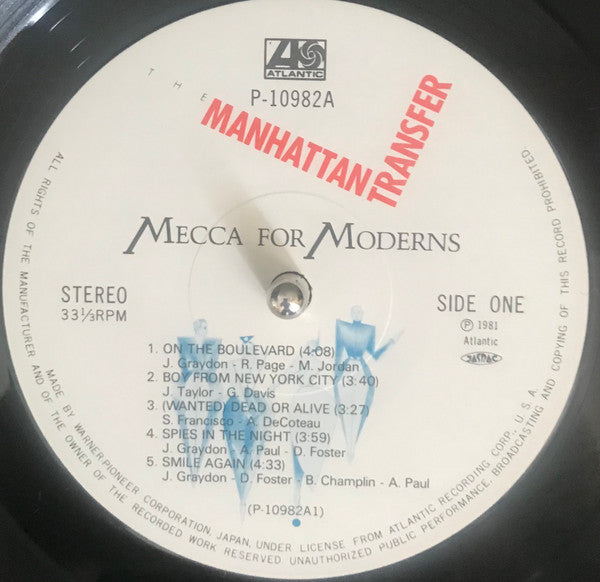 ATLANTIC
P-10982A
THE
MANHATTAN
TRANSFER
MECCA FOR MODERNS
STEREO
33⅓RPM
SIDE ONE
Ⓟ 1981
Atlantic
JASRAC
1. ON THE BOULEVARD (4:08)
J. Graydon - R. Page - M. Jordan
2. BOY FROM NEW YORK CITY (3:40)
J. Taylor - G. Davis
3. (WANTED) DEAD OR ALIVE (3:27)
S. Francisco - A. DeCoteau
4. SPIES IN THE NIGHT (3:59)
J. Graydon - A. Paul - D. Foster
5. SMILE AGAIN (4:33)
J. Graydon - D. Foster - B. Champlin - A. Paul
(P-10982A1)
ALL RIGHTS OF THE MANUFACTURER AND OF THE OWNER OF THE RECORDED WORK RESERVED UNAUTHORIZED PUBLIC PERFORMANCE, BROADCASTING AND COPYING OF THIS RECORD PROHIBITED.
MADE BY WARNER-PIONEER CORPORATION, JAPAN, UNDER LICENSE FROM ATLANTIC RECORDING CORP., U. S. A.